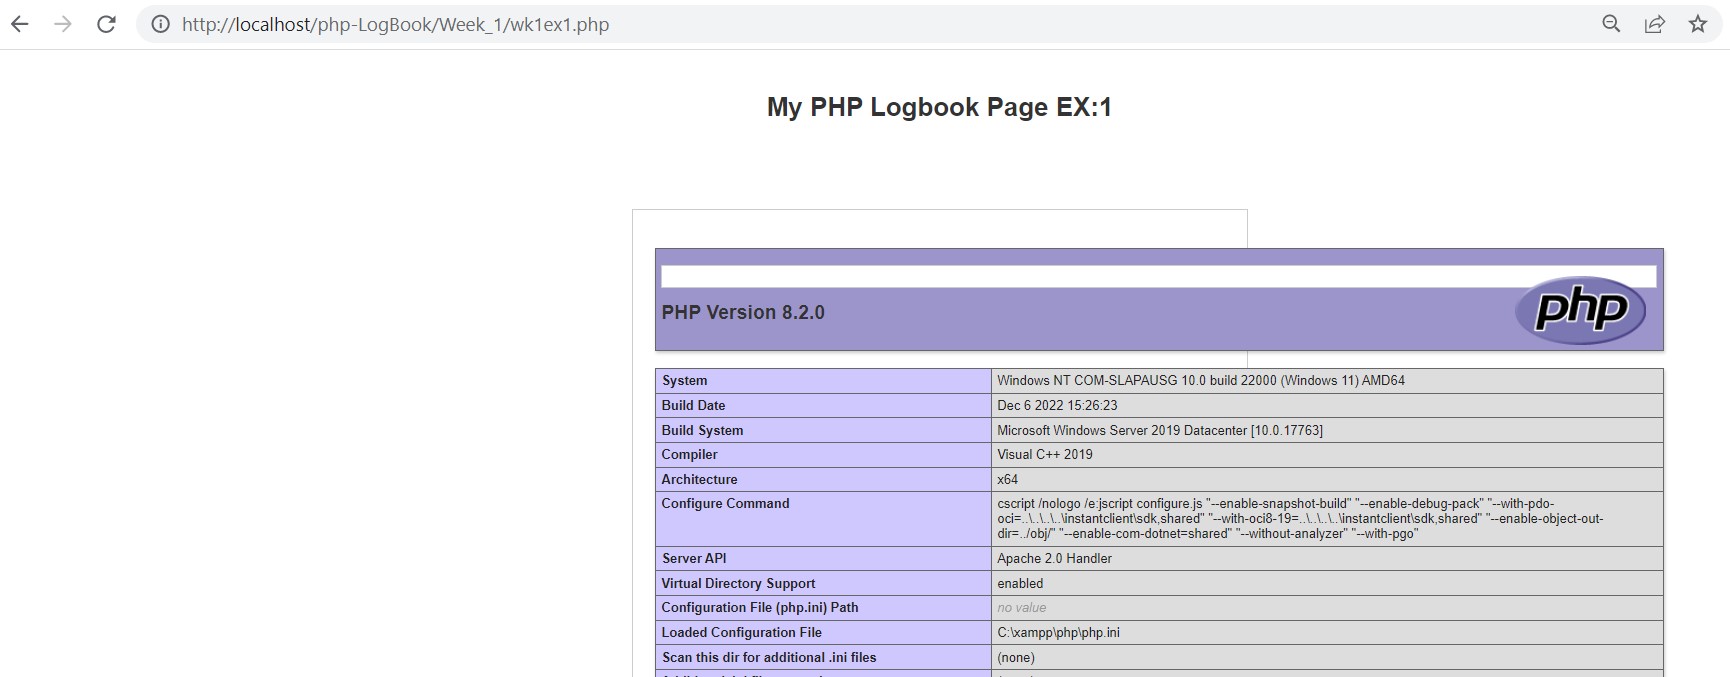 http://localhost/php-LogBook/Week_1/wk1ex1.php
My PHP Logbook Page EX:1
php
PHP Version 8.2.0
System Windows NT COM-SLAPAUSG 10.0 build 22000 (Windows 11) AMD64
Build Date Dec 6 2022 15:26:23
Build System Microsoft Windows Server 2019 Datacenter [10.0.17763]
Compiler Visual C++ 2019
Architecture x64
Configure Command cscript /nologo /e:jscript configure.js "--enable-snapshot-build" "--enable-debug-pack" "--with-pdo-
oci=..\..\..\..\instantclient\sdk,shared" "--with-oci8-19=..\..\..\..\instantclient\sdk,shared" "--enable-object-out-
dir=../obj/" "--enable-com-dotnet=shared" "--without-analyzer" "--with-pgo"
Server API Apache 2.0 Handler
Virtual Directory Support enabled
Configuration File (php.ini) Path no value
Loaded Configuration File C:\xampp\php\php.ini
Scan this dir for additional .ini files (none)